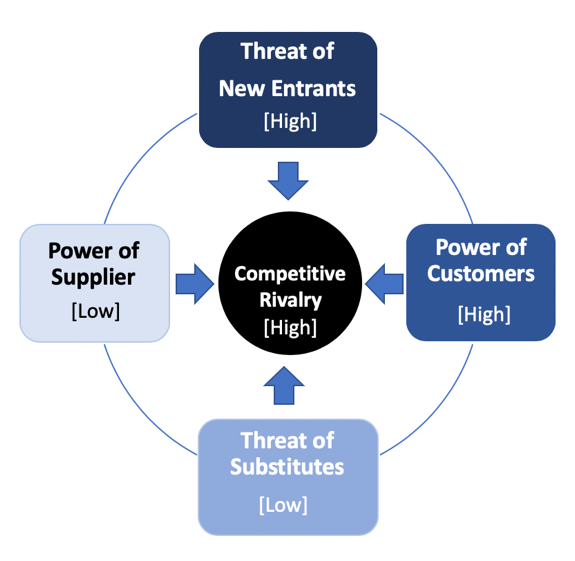 Threat of
New Entrants
[High]
Power of
Supplier
[Low]
Competitive
Rivalry
[High]
Power of
Customers
[High]
Threat of
Substitutes
[Low]